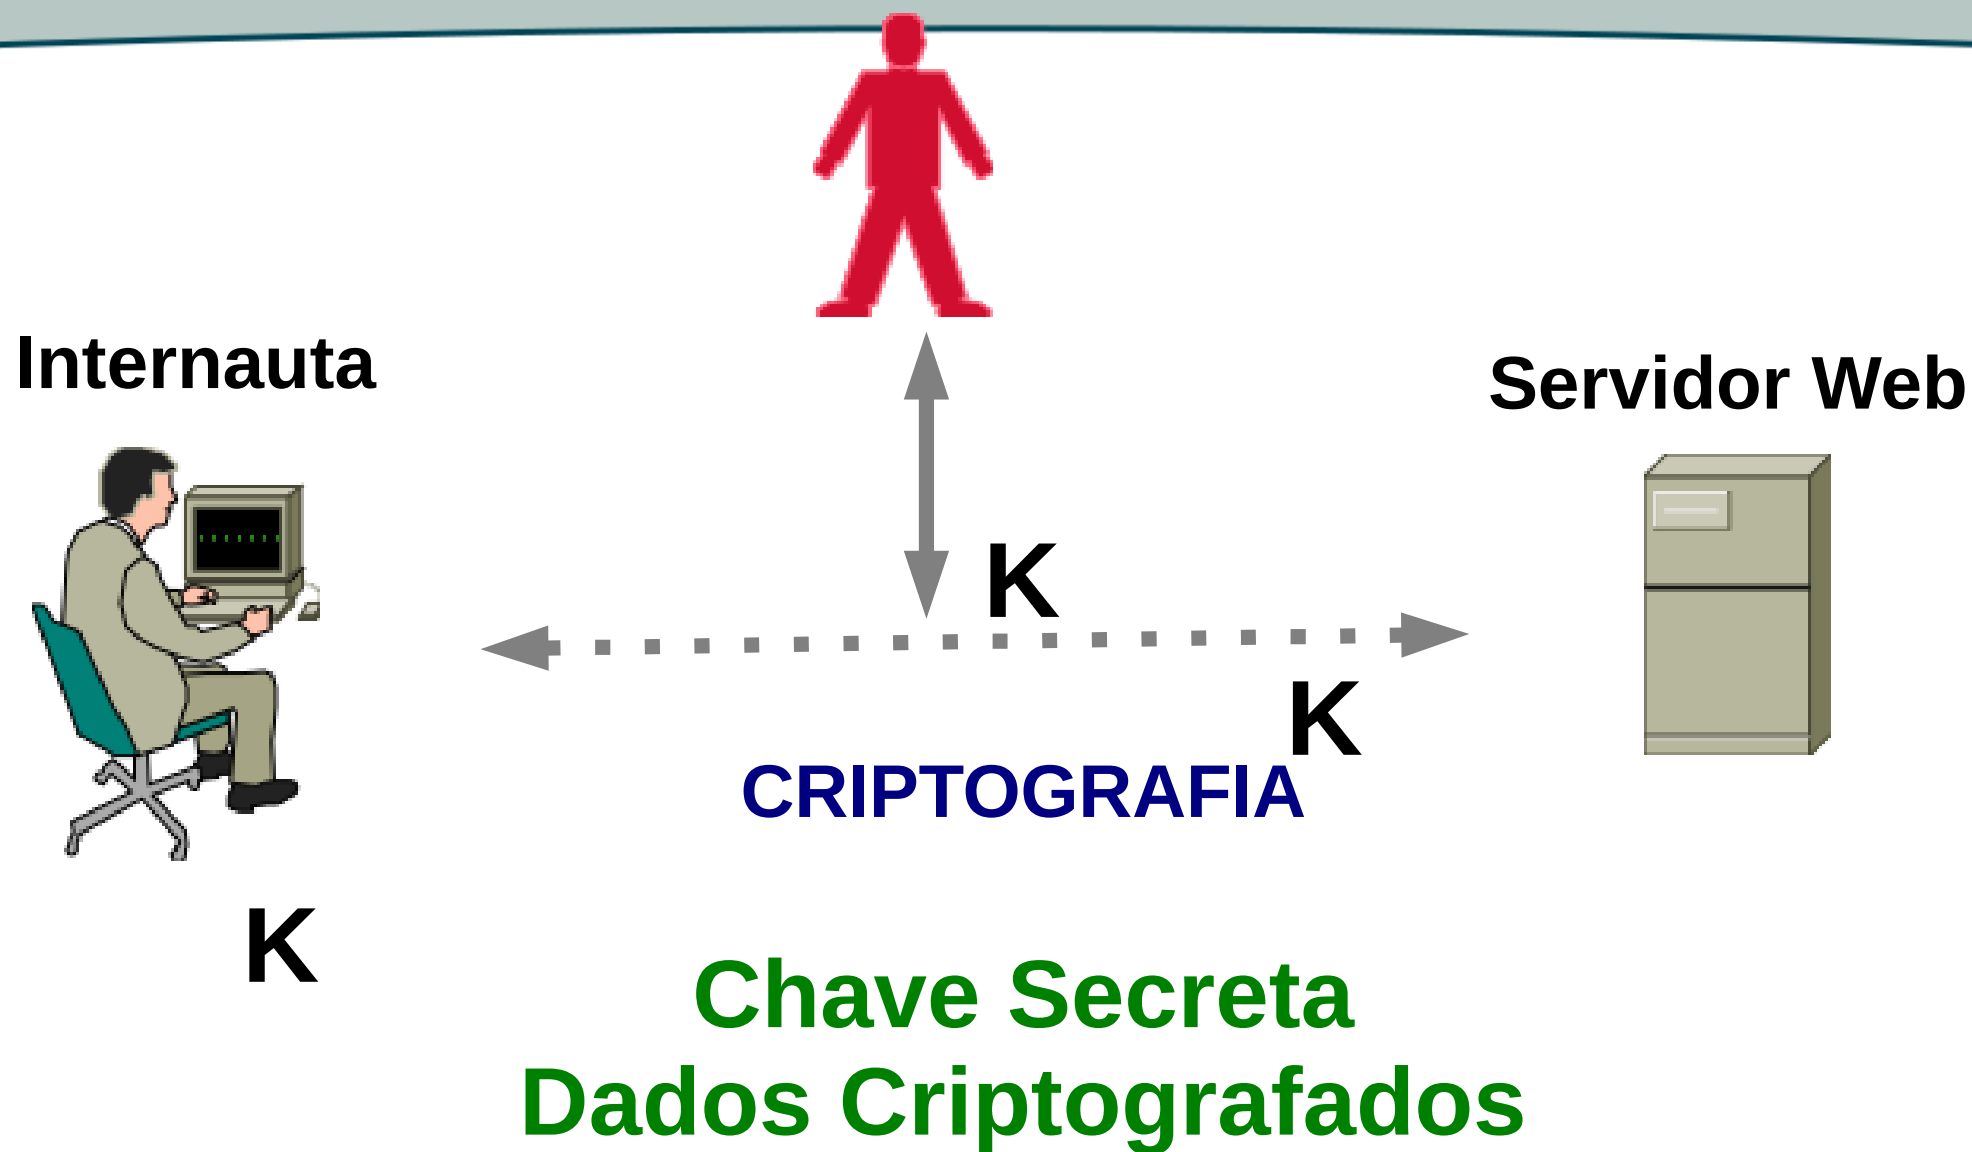 Internauta
Servidor Web
K
K
CRIPTOGRAFIA
K
Chave Secreta
Dados Criptografados